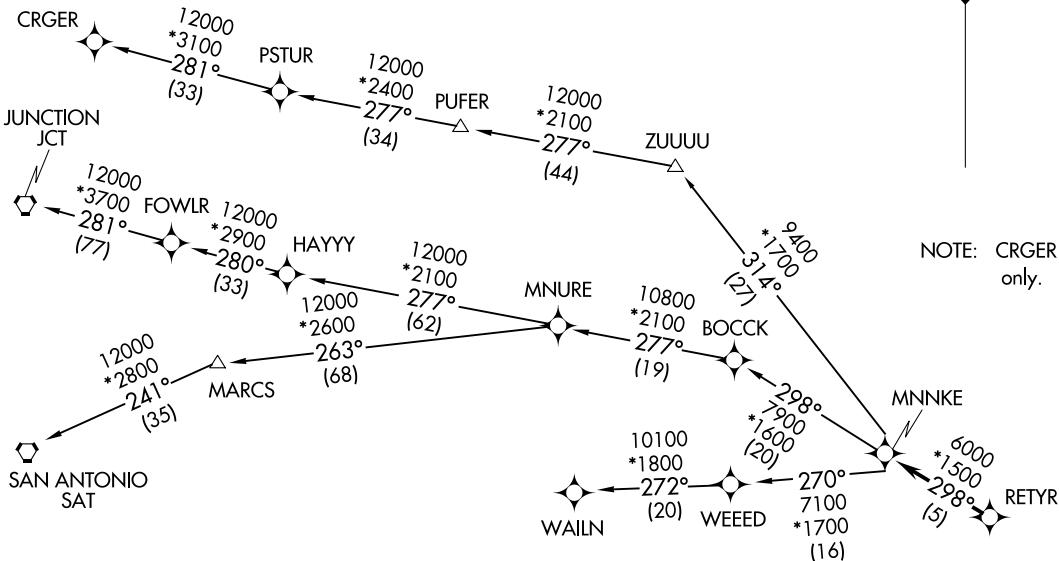 CRGER
12000
*3100
281°
(33)
PSTUR
12000
*2400
277°
(34)
PUFER
12000
*2100
277°
(44)
ZUUUU
JUNCTION
JCT
12000
*3700
281°
(77)
FOWLR
12000
*2900
280°
(33)
HAYYY
12000
*2100
277°
(62)
MNURE
12000
*2600
263°
(68)
MARCS
12000
*2800
241°
(35)
SAN ANTONIO
SAT
10800
*2100
277°
(19)
BOCCK
9400
*1700
314°
(27)
NOTE: CRGER
only.
298°
7900
*1600
(20)
MNNKE
6000
*1500
298°
(5)
RETYR
270°
7100
*1700
(16)
WEEED
10100
*1800
272°
(20)
WAILN